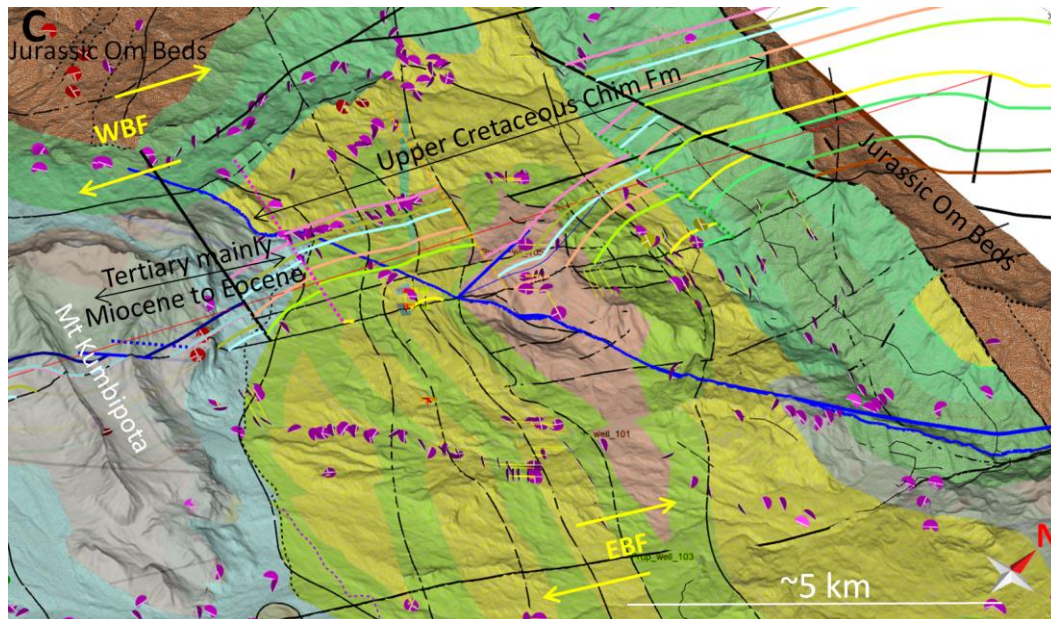 C
Jurassic Om Beds
WBF
Upper Cretaceous Chim Fm
Jurassic Om Beds
Tertiary mainly
Miocene to Eocene
Mt Kumbipota
well_101
EBF
top_well_103
N
~5 km